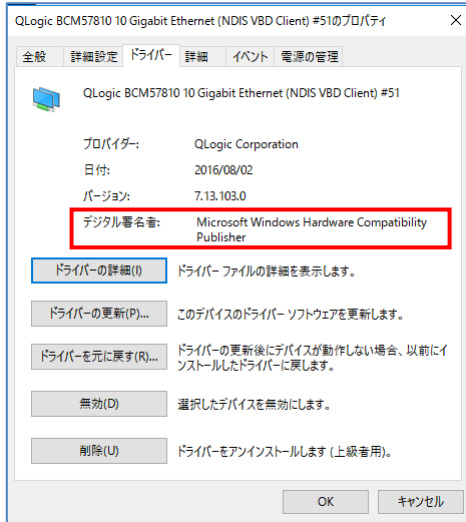 QLogic BCM57810 10 Gigabit Ethernet (NDIS VBD Client) #51のプロパティ
全般 詳細設定 ドライバー 詳細 イベント 電源の管理
QLogic BCM57810 10 Gigabit Ethernet (NDIS VBD Client) #51
プロバイダー: QLogic Corporation
日付: 2016/08/02
バージョン: 7.13.103.0
デジタル署名者: Microsoft Windows Hardware Compatibility
Publisher
ドライバーの詳細(I) ドライバー ファイルの詳細を表示します。
ドライバーの更新(P)... このデバイスのドライバー ソフトウェアを更新します。
ドライバーを元に戻す(R)... ドライバーの更新後にデバイスが動作しない場合、以前にイ
ンストールしたドライバーに戻します。
無効(D) 選択したデバイスを無効にします。
削除(U) ドライバーをアンインストールします (上級者用)。
OK キャンセル